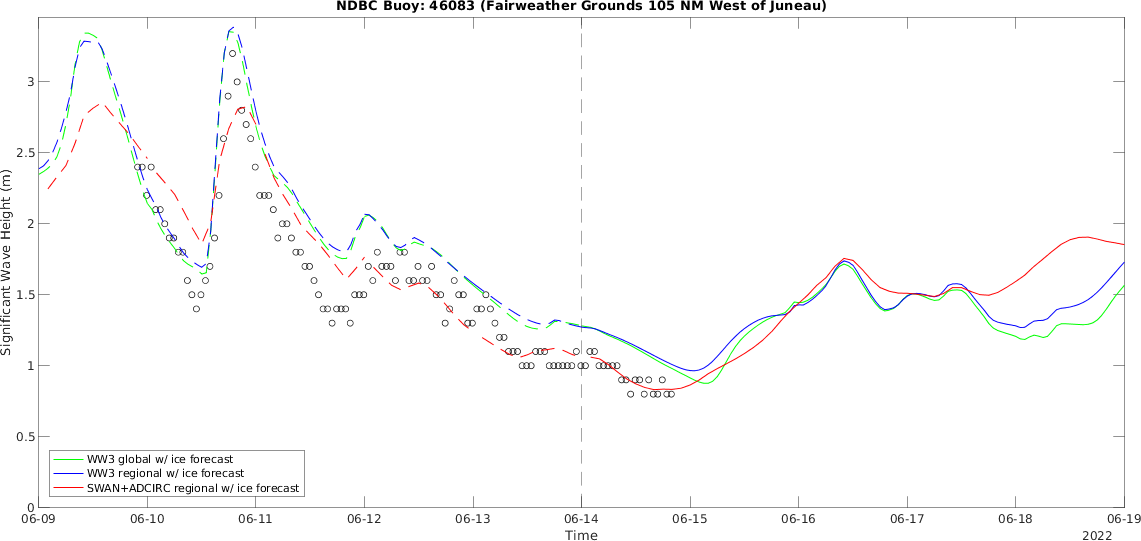 NDBC Buoy: 46083 (Fairweather Grounds 105 NM West of Juneau)
Significant Wave Height (m)
3
2.5
2
1.5
1
0.5
0
WW3 global w/ ice forecast
WW3 regional w/ ice forecast
SWAN+ADCIRC regional w/ ice forecast
06-09 06-10 06-11 06-12 06-13 06-14 06-15 06-16 06-17 06-18 06-19
Time
2022